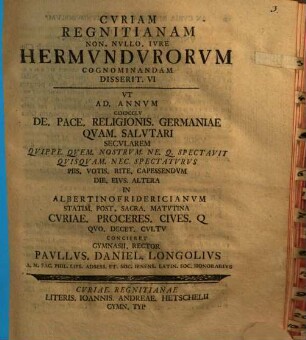 CVRIAM
REGNITIANAM
NON. NVLLO. IVRE
HERMVNDVRORVM
COGNOMINANDAM
DISSERIT. VI
VT
AD. ANNVM
DE. PACE. RELIGIONIS. GERMANIAE
QVAM. SALVTARI
SECVLAREM
QVIPPE. QVEM. NOSTRVM NE. Q. SPECTAVIT
QVISQVAM. NEC. SPECTATVRVS
PIIS. VOTIS. RITE. CAPESSENDVM
DIE. EIVS. ALTERA
IN
ALBERTINOFRIDERICIANVM
STATIM. POST. SACRA. MATVTINA
CVRIAE. PROCERES. CIVES. Q
QVO. DECET. CVLTV
CONCIERET
GYMNASII. RECTOR
PAVLLVS. DANIEL. LONGOLIVS
CVRIAE. REGNITIANAE
LITERIS. IOANNIS. ANDREAE. HETSCHELII
GYMN. TYP